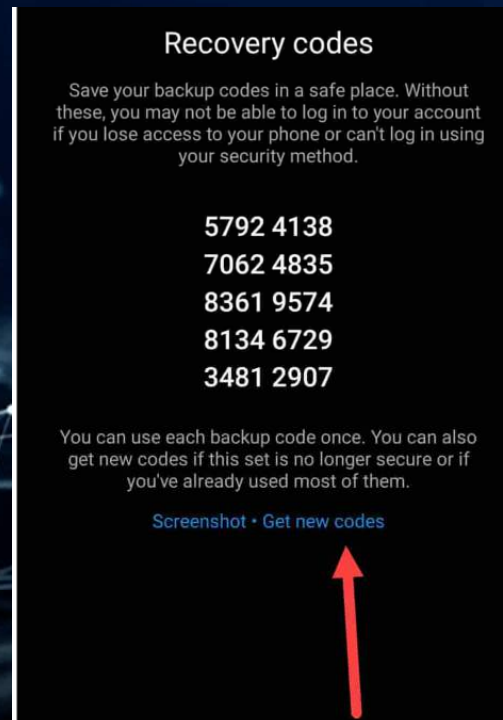 Recovery codes
Save your backup codes in a safe place. Without
these, you may not be able to log in to your account
if you lose access to your phone or can't log in using
your security method.
5792 4138
7062 4835
8361 9574
8134 6729
3481 2907
You can use each backup code once. You can also
get new codes if this set is no longer secure or if
you've already used most of them.
Screenshot • Get new codes